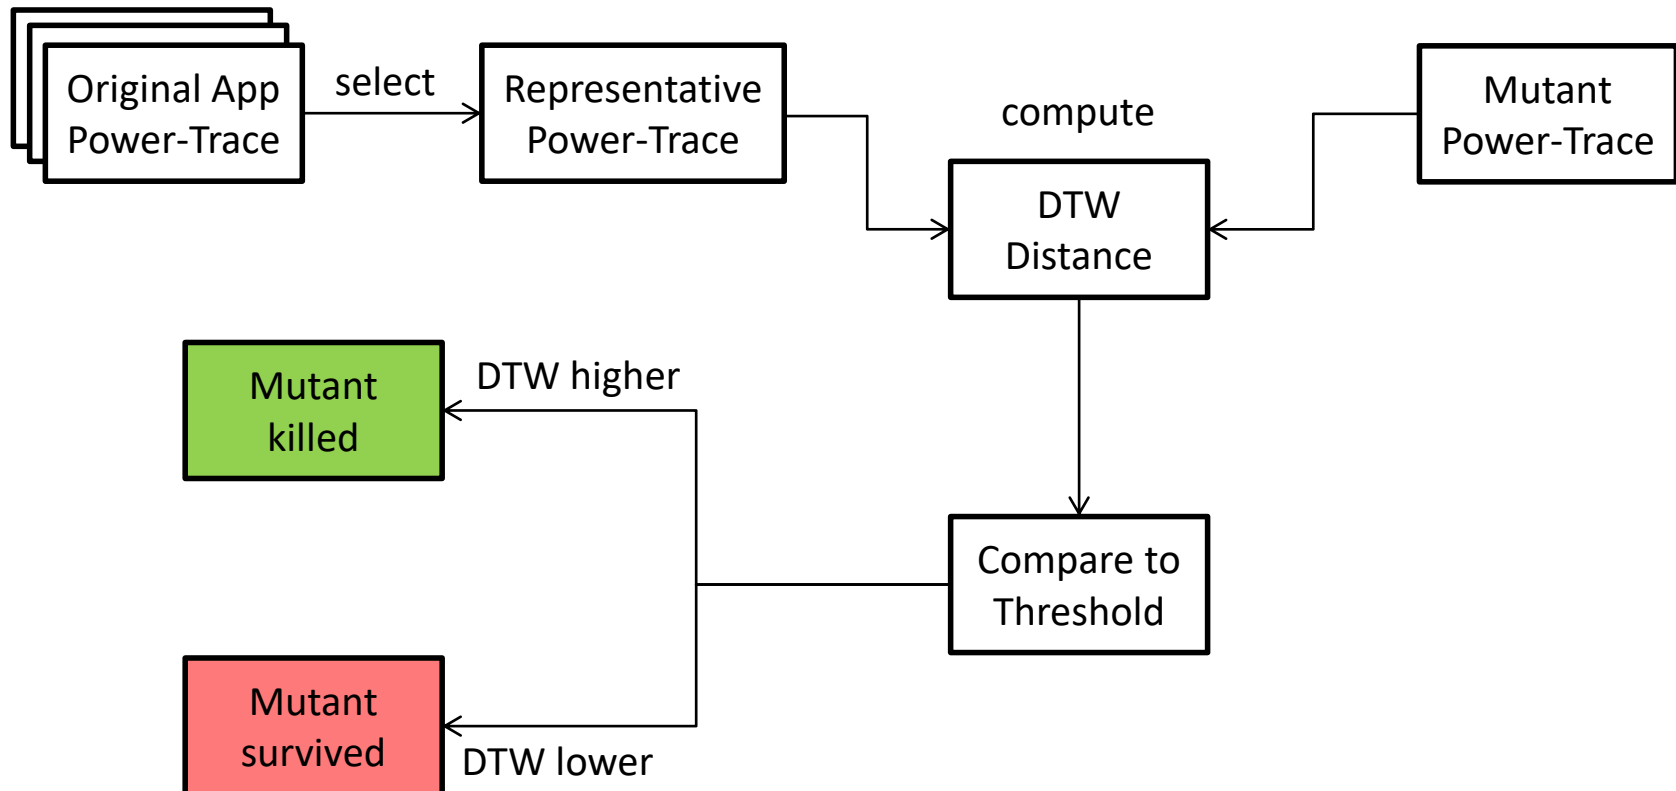 Original App
Power-Trace
select
Representative
Power-Trace
compute
Mutant
Power-Trace
DTW
Distance
Mutant
killed
DTW higher
Compare to
Threshold
Mutant
survived
DTW lower